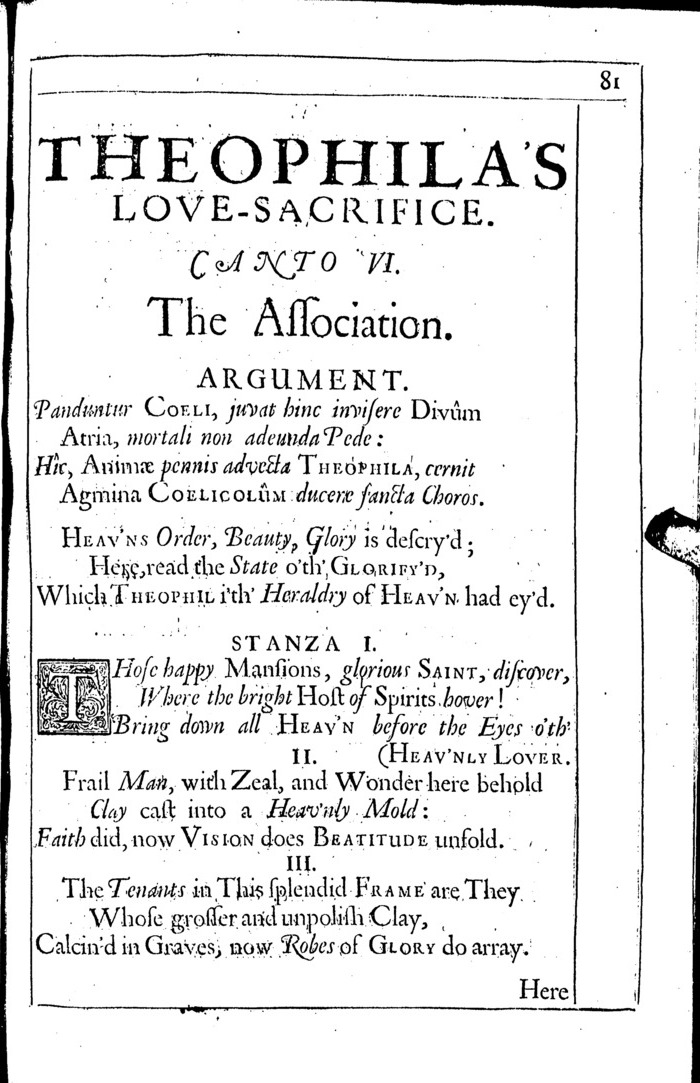 81
THEOPHILA'S
LOVE-SACRIFICE.
CANTO VI.
The Aſſociation.
ARGUMENT.
Panduntur COELI, juvat hinc inviſere Divûm
Atria, mortali non adeunda Pede:
Hîc, Animæ pennis advecta THEOPHILA, cernit
Agmina COELICOLÛM ducere ſancta Choros.
HEAV'NS Order, Beauty, Glory is deſcry'd;
Here, read the State o'th' GLORIFY'D,
Which THEOPHIL i'th' Heraldry of HEAV'N had ey'd.
STANZA I.
THoſe happy Manſions, glorious SAINT, diſcover,
Where the bright Hoſt of Spirits hover!
Bring down all HEAV'N before the Eyes o'th'
II. (HEAV'NLY LOVER.
Frail Man, with Zeal, and Wonder here behold
Clay caſt into a Heav'nly Mold:
Faith did, now VISION does BEATITUDE unfold.
III.
The Tenants in This ſplendid FRAME are They
Whoſe groſſer and unpoliſh Clay,
Calcin'd in Graves, now Robes of GLORY do array.
Here